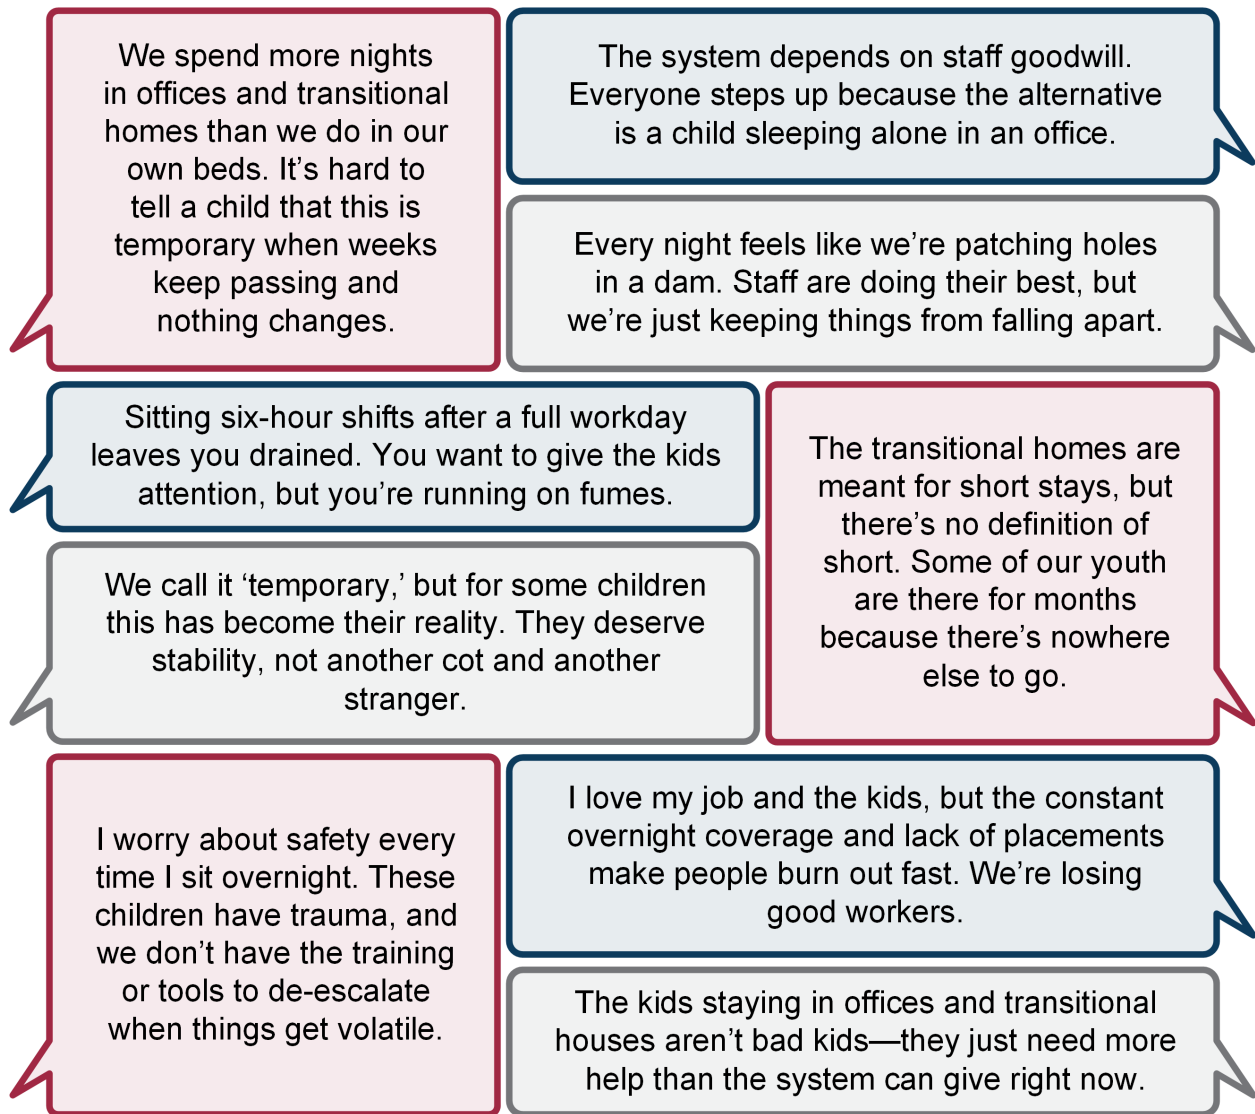 We spend more nights
in offices and transitional
homes than we do in our
own beds. It’s hard to
tell a child that this is
temporary when weeks
keep passing and
nothing changes.
The system depends on staff goodwill.
Everyone steps up because the alternative
is a child sleeping alone in an office.
Every night feels like we’re patching holes
in a dam. Staff are doing their best, but
we’re just keeping things from falling apart.
Sitting six-hour shifts after a full workday
leaves you drained. You want to give the kids
attention, but you’re running on fumes.
The transitional homes are
meant for short stays, but
there’s no definition of
short. Some of our youth
are there for months
because there’s nowhere
else to go.
We call it ‘temporary,’ but for some children
this has become their reality. They deserve
stability, not another cot and another
stranger.
I worry about safety every
time I sit overnight. These
children have trauma, and
we don’t have the training
or tools to de-escalate
when things get volatile.
I love my job and the kids, but the constant
overnight coverage and lack of placements
make people burn out fast. We’re losing
good workers.
The kids staying in offices and transitional
houses aren’t bad kids—they just need more
help than the system can give right now.